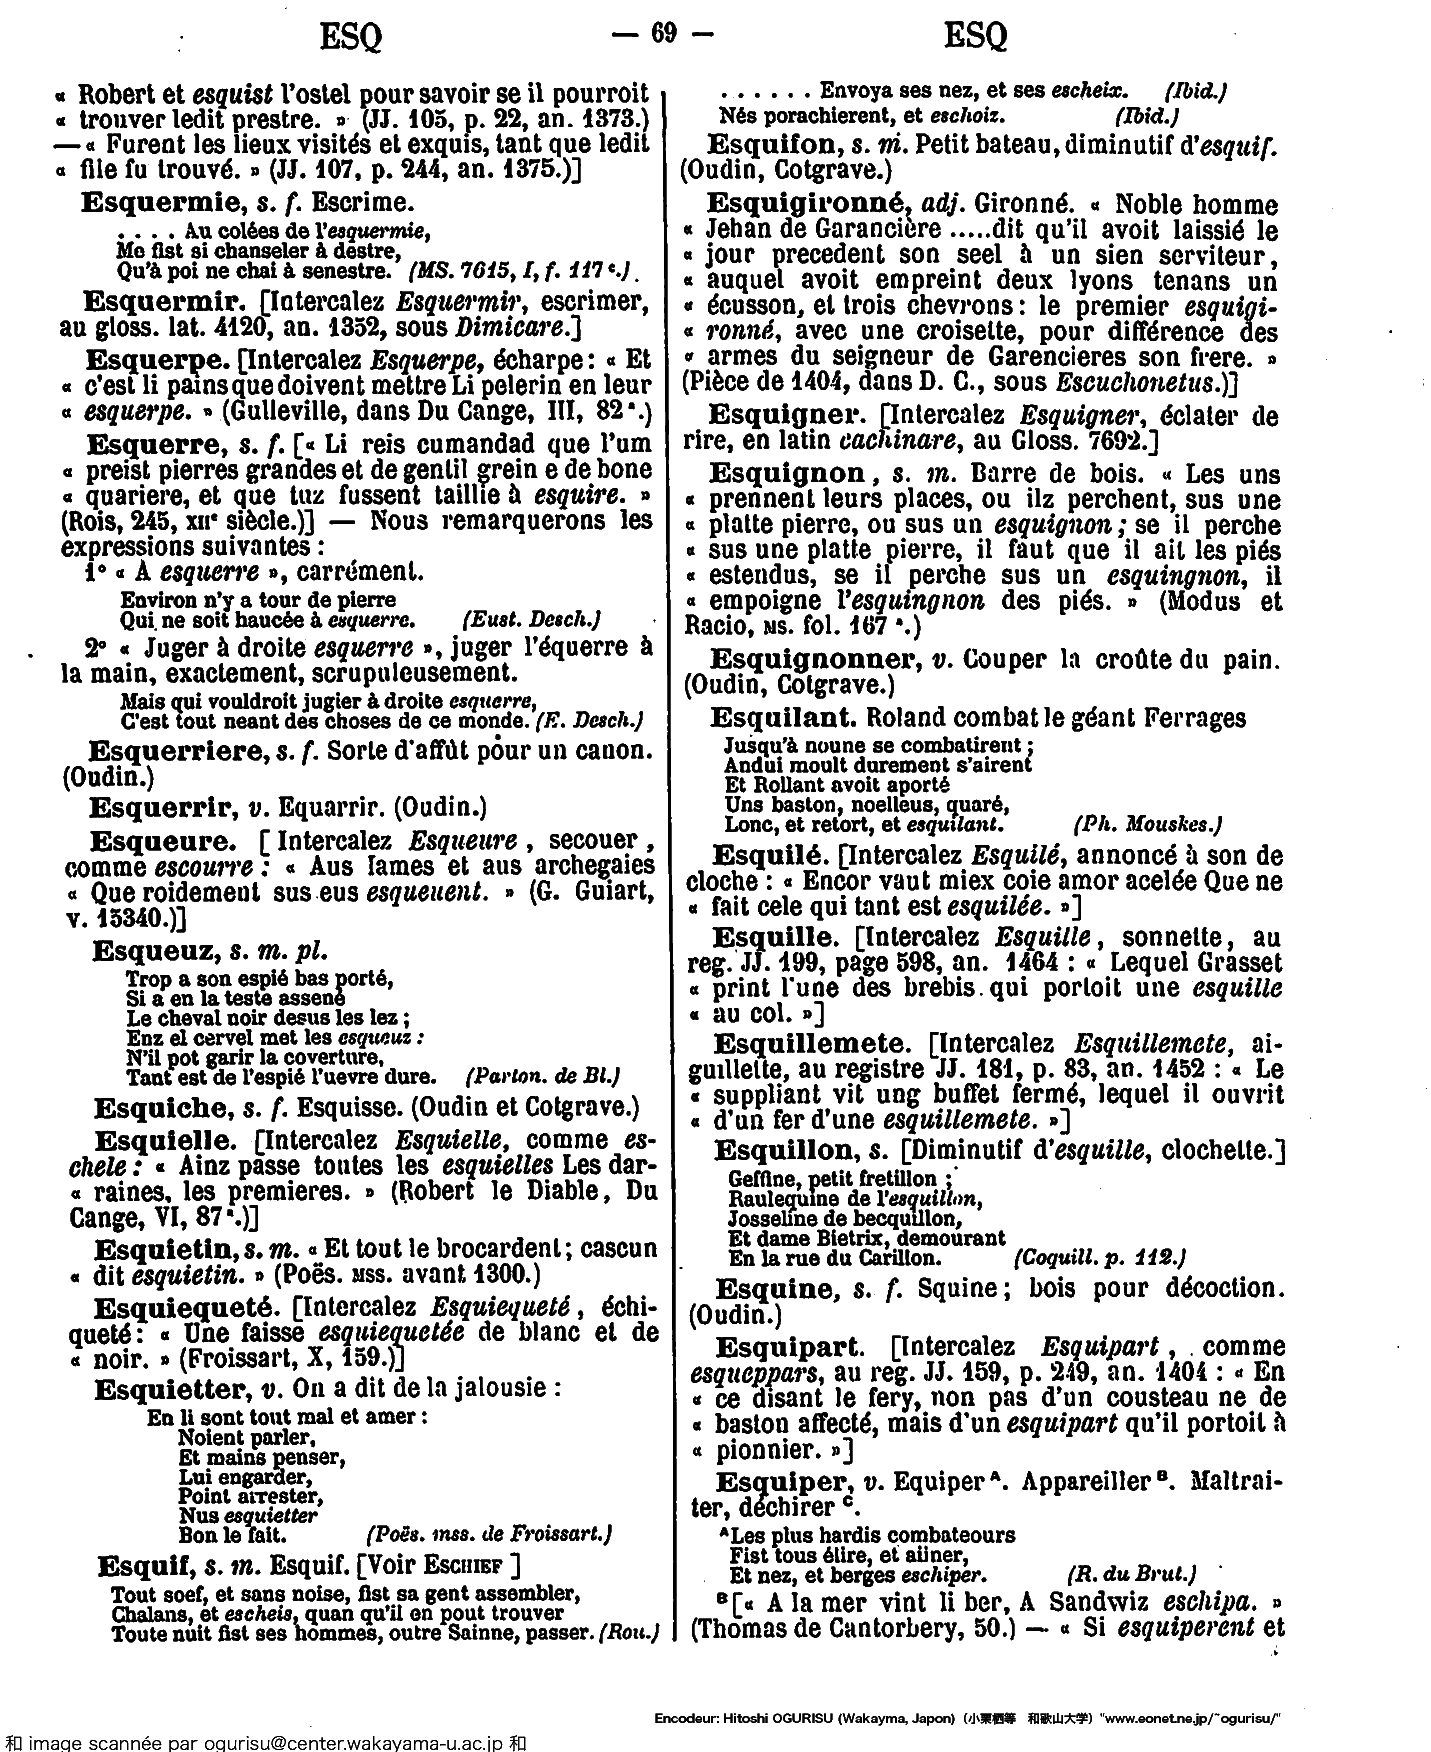 ESQ — 69 — ESQ
« Robert et esquist l'ostel pour savoir se il pourroit
« trouver ledit prestre. » (JJ. 105, p. 22, an. 1373.)
— « Furent les lieux visités et exquis, tant que ledit
« file fu trouvé. » (JJ. 107, p. 244, an. 1375.)]
Esquermie, s. f. Escrime.
. . . . Au colées de l'esquermie,
Me fist si chanseler à destre,
Qu'à poi ne chai à senestre. (MS. 7615, I, f. 117 c.)
Esquermir. [Intercalez Esquermir, escrimer,
au gloss. lat. 4120, an. 1352, sous Dimicare.]
Esquerpe. [Intercalez Esquerpe, écharpe : « Et
« c'est li pains que doivent mettre Li pelerin en leur
« esquerpe. » (Gulleville, dans Du Cange, III, 82 a.)
Esquerre, s. f. [« Li reis cumandad que l'um
« preist pierres grandes et de gentil grein e de bone
« quariere, et que tuz fussent taillie à esquire. »
(Rois, 245, XIIe siècle.)] — Nous remarquerons les
expressions suivantes :
1° « A esquerre », carrément.
Environ n'y a tour de pierre
Qui ne soit haucée à esquerre. (Eust. Desch.)
2° « Juger à droite esquerre », juger l'équerre à
la main, exactement, scrupuleusement.
Mais qui vouldroit jugier à droite esquerre,
C'est tout neant des choses de ce monde. (E. Desch.)
Esquerriere, s. f. Sorte d'affût pour un canon.
(Oudin.)
Esquerrir, v. Equarrir. (Oudin.)
Esqueure. [Intercalez Esqueure, secouer,
comme escourre : « Aus lames et aus archegaies
« Que roidement sus eus esqueuent. » (G. Guiart,
v. 15340.)]
Esqueuz, s. m. pl.
Trop a son espié bas porté,
Si a en la teste assené
Le cheval noir desus les lez ;
Enz el cervel met les esqueuz :
N'il pot garir la coverture,
Tant est de l'espié l'uevre dure. (Parton. de Bl.)
Esquiche, s. f. Esquisse. (Oudin et Cotgrave.)
Esquielle. [Intercalez Esquielle, comme es-
chele : « Ainz passe toutes les esquielles Les dar-
« raines, les premieres. » (Robert le Diable, Du
Cange, VI, 87 a.)]
Esquietin, s. m. « Et tout le brocardent ; cascun
« dit esquietin. » (Poës. MSS. avant 1300.)
Esquiequeté. [Intercalez Esquiequeté, échi-
queté : « Une faisse esquiequetée de blanc et de
« noir. » (Froissart, X, 159.)]
Esquietter, v. On a dit de la jalousie :
En li sont tout mal et amer :
Noient parler,
Et mains penser,
Lui engarder,
Point arrester,
Nus esquietter
Bon le fait. (Poës. mss. de Froissart.)
Esquif, s. m. Esquif. [Voir ESCHIEF ]
Tout soef, et sans noise, fist sa gent assembler,
Chalans, et escheis, quan qu'il en pout trouver
Toute nuit fist ses hommes, outre Sainne, passer. (Rou.)
. . . . . . Envoya ses nez, et ses escheix. (Ibid.)
Nés porachierent, et eschoiz. (Ibid.)
Esquifon, s. m. Petit bateau, diminutif d'esquif.
(Oudin, Cotgrave.)
Esquigironné, adj. Gironné. « Noble homme
« Jehan de Garancière .....dit qu'il avoit laissié le
« jour precedent son seel à un sien serviteur,
« auquel avoit empreint deux lyons tenans un
« écusson, et trois chevrons : le premier esquigi-
« ronné, avec une croisette, pour différence des
« armes du seigneur de Garencieres son frere. »
(Pièce de 1404, dans D. C., sous Escuchonetus.)]
Esquigner. [Intercalez Esquigner, éclater de
rire, en latin cachinare, au Gloss. 7692.]
Esquignon, s. m. Barre de bois. « Les uns
« prennent leurs places, ou ilz perchent, sus une
« platte pierre, ou sus un esquignon ; se il perche
« sus une platte pierre, il faut que il ait les piés
« estendus, se il perche sus un esquingnon, il
« empoigne l'esquingnon des piés. » (Modus et
Racio, MS. fol. 167 a.)
Esquignonner, v. Couper la croûte du pain.
(Oudin, Cotgrave.)
Esquilant. Roland combat le géant Ferrages
Jusqu'à noune se combatirent ;
Andui moult durement s'airent
Et Rollant avoit aporté
Uns baston, noelleus, quaré,
Lonc, et retort, et esquilant. (Ph. Mouskes.)
Esquilé. [Intercalez Esquilé, annoncé à son de
cloche : « Encor vaut miex coie amor acelée Que ne
« fait cele qui tant est esquilée. »]
Esquille. [Intercalez Esquille, sonnette, au
reg. JJ. 199, page 598, an. 1464 : « Lequel Grasset
« print l'une des brebis qui portoit une esquille
« au col. »]
Esquillemete. [Intercalez Esquillemete, ai-
guillette, au registre JJ. 181, p. 83, an. 1452 : « Le
« suppliant vit ung buffet fermé, lequel il ouvrit
« d'un fer d'une esquillemete. »]
Esquillon, s. [Diminutif d'esquille, clochette.]
Geffine, petit fretillon ;
Raulequine de l'esquillon,
Josseline de becquillon,
Et dame Bietrix, demourant
En la rue du Carillon. (Coquill. p. 112.)
Esquine, s. f. Squine ; bois pour décoction.
(Oudin.)
Esquipart. [Intercalez Esquipart, comme
esqueppars, au reg. JJ. 159, p. 249, an. 1404 : « En
« ce disant le fery, non pas d'un cousteau ne de
« baston affecté, mais d'un esquipart qu'il portoit à
« pionnier. »]
Esquiper, v. Equiper A. Appareiller B. Maltrai-
ter, déchirer C.
A Les plus hardis combateours
Fist tous élire, et aüner,
Et nez, et berges eschiper. (R. du Brut.)
B [« A la mer vint li ber, A Sandwiz eschipa. »
(Thomas de Cantorbery, 50.) — « Si esquiperent et
Encodeur: Hitoshi OGURISU (Wakayma, Japon) (小栗栖等 和歌山大学) "www.eonet.ne.jp/~ogurisu/"
和 image scannée par ogurisu@center.wakayama-u.ac.jp 和